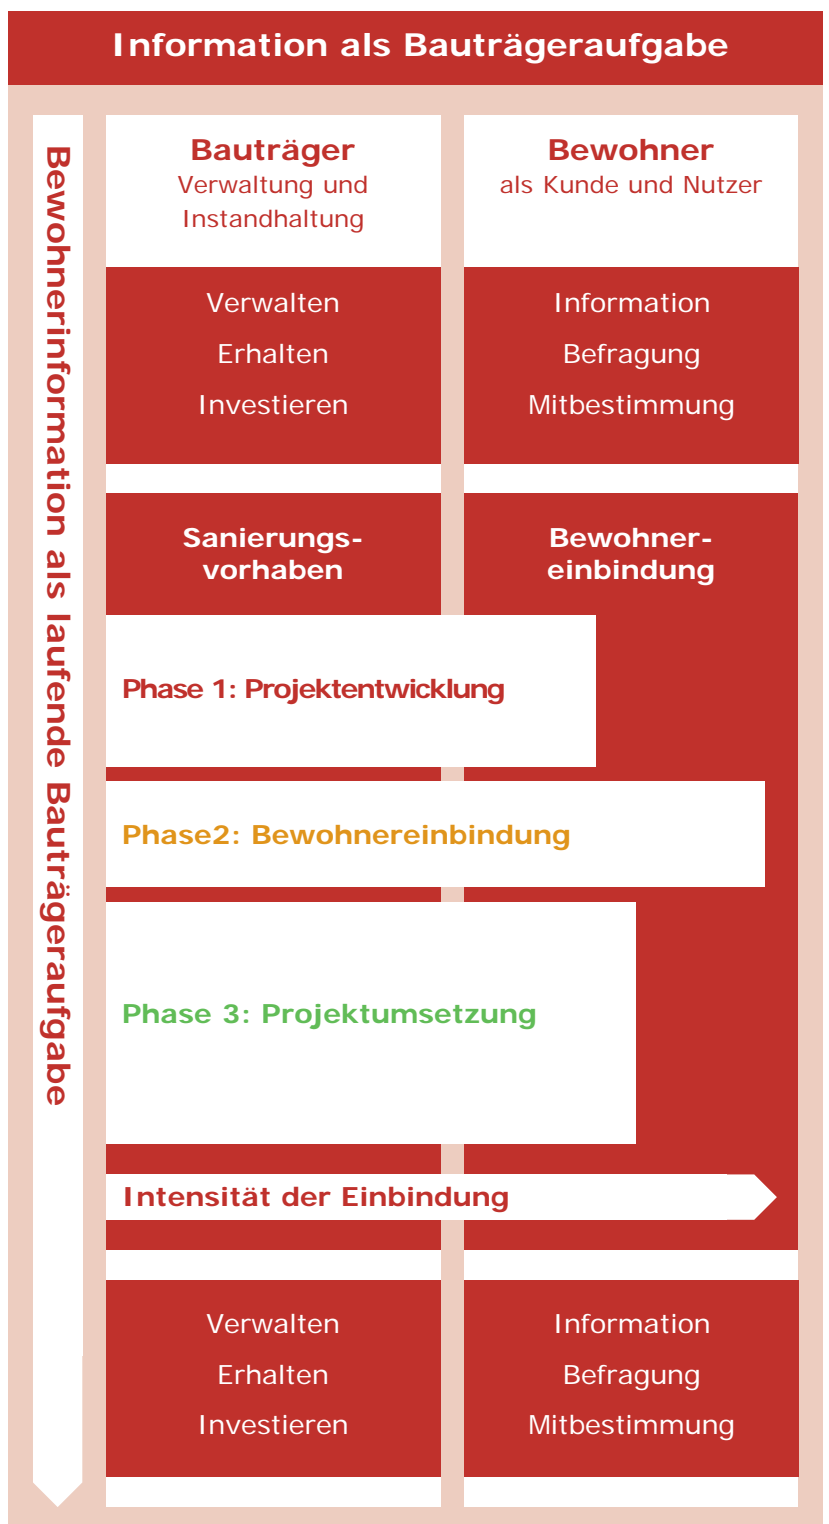 Information als Bauträgeraufgabe
Bewohnerinformation als laufende Bauträgeraufgabe
Bauträger
Verwaltung und
Instandhaltung
Bewohner
als Kunde und Nutzer
Verwalten
Erhalten
Investieren
Information
Befragung
Mitbestimmung
Sanierungs-
vorhaben
Bewohner-
einbindung
Phase 1: Projektentwicklung
Phase2: Bewohnereinbindung
Phase 3: Projektumsetzung
Intensität der Einbindung
Verwalten
Erhalten
Investieren
Information
Befragung
Mitbestimmung